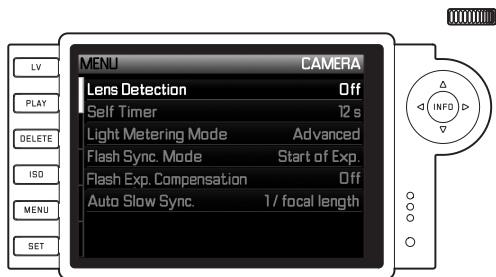 LV
PLAY
DELETE
ISO
MENU
SET
MENU CAMERA
Lens Detection Off
Self Timer 12 s
Light Metering Mode Advanced
Flash Sync. Mode Start of Exp.
Flash Exp. Compensation Off
Auto Slow Sync. 1/ focal length
INFO